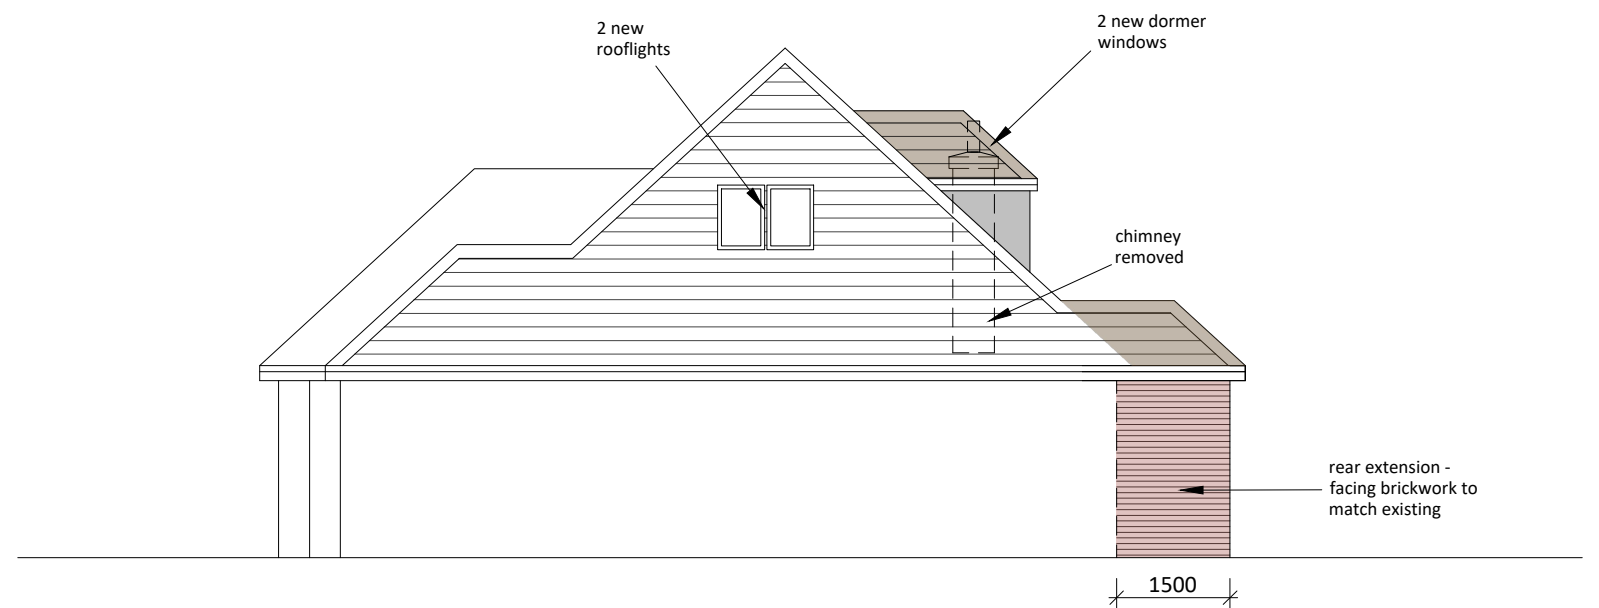 2 new
rooflights
2 new dormer
windows
chimney
removed
rear extension -
facing brickwork to
match existing
1500